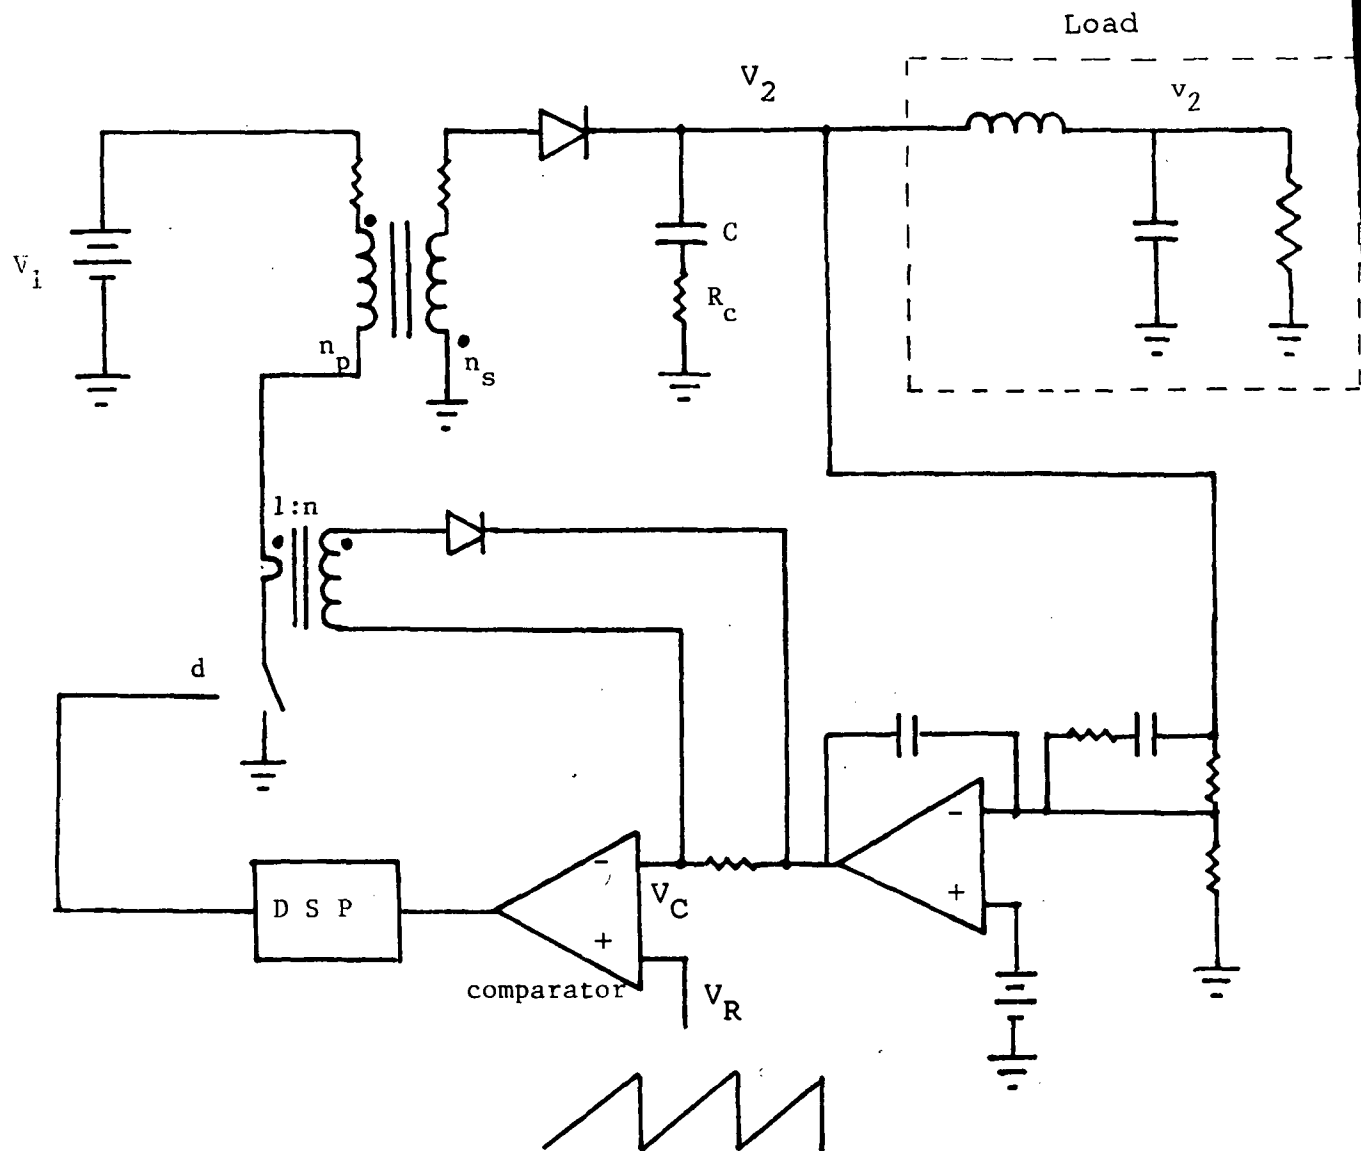 Load
V2
v2
Vi
C
Rc
np
ns
1:n
d
-
-
VC
+
D S P
+
comparator
VR